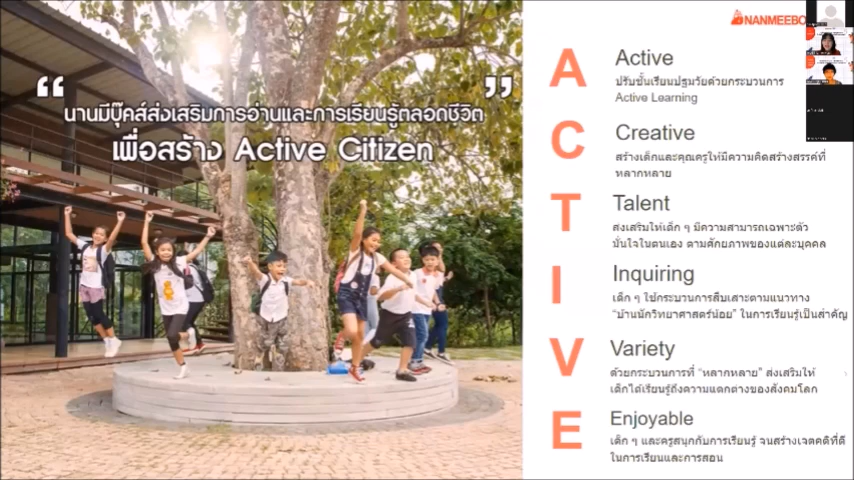 “ ”
นานมีบุ๊คส์ส่งเสริมการอ่านและการเรียนรู้ตลอดชีวิต
เพื่อสร้าง Active Citizen
NANMEEBO
A
Active
ปรับชั้นเรียนปฐมวัยด้วยกระบวนการ
Active Learning
C
Creative
สร้างเด็กและคุณครูให้มีความคิดสร้างสรรค์ที่
หลากหลาย
T
Talent
ส่งเสริมให้เด็ก ๆ มีความสามารถเฉพาะตัว
มั่นใจในตนเอง ตามศักยภาพของแต่ละบุคคล
I
Inquiring
เด็ก ๆ ใช้กระบวนการสืบเสาะตามแนวทาง
“บ้านนักวิทยาศาสตร์น้อย” ในการเรียนรู้เป็นสำคัญ
V
Variety
ด้วยกระบวนการที่ “หลากหลาย” ส่งเสริมให้
เด็กได้เรียนรู้ถึงความแตกต่างของสังคมโลก
E
Enjoyable
เด็ก ๆ และครูสนุกกับการเรียนรู้ จนสร้างเจตคติที่ดี
ในการเรียนและการสอน